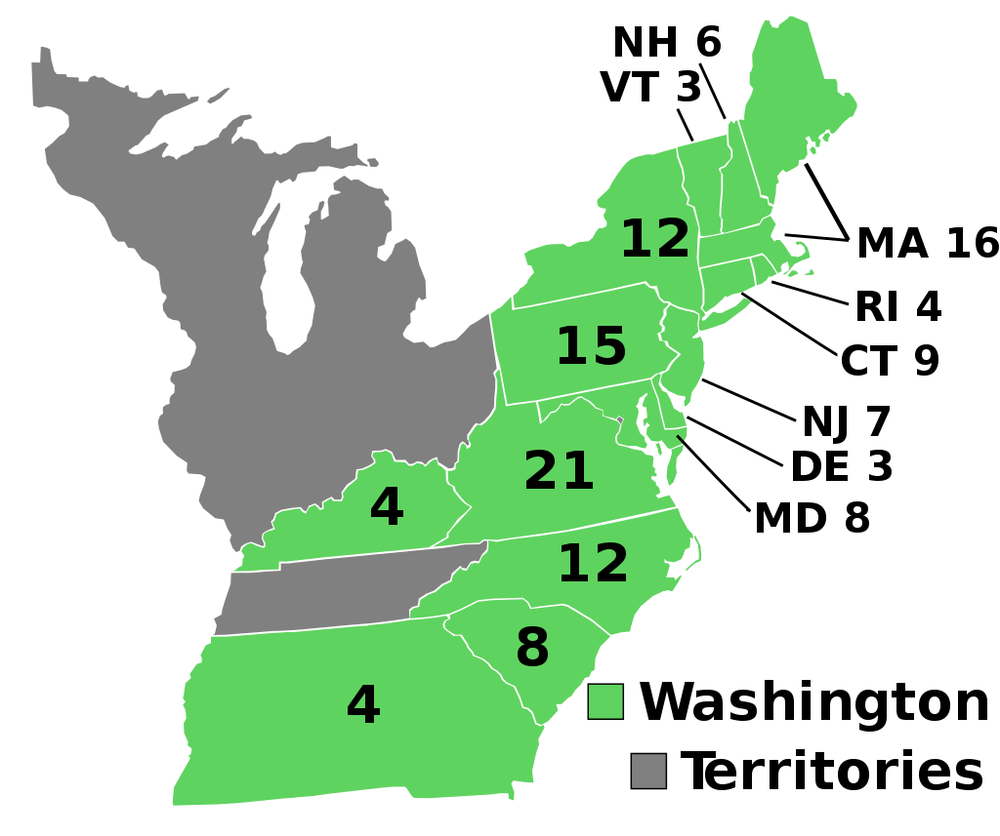 NH 6
VT 3
12
MA 16
RI 4
15
CT 9
NJ 7
DE 3
21
MD 8
4
12
8
4
Washington
Territories